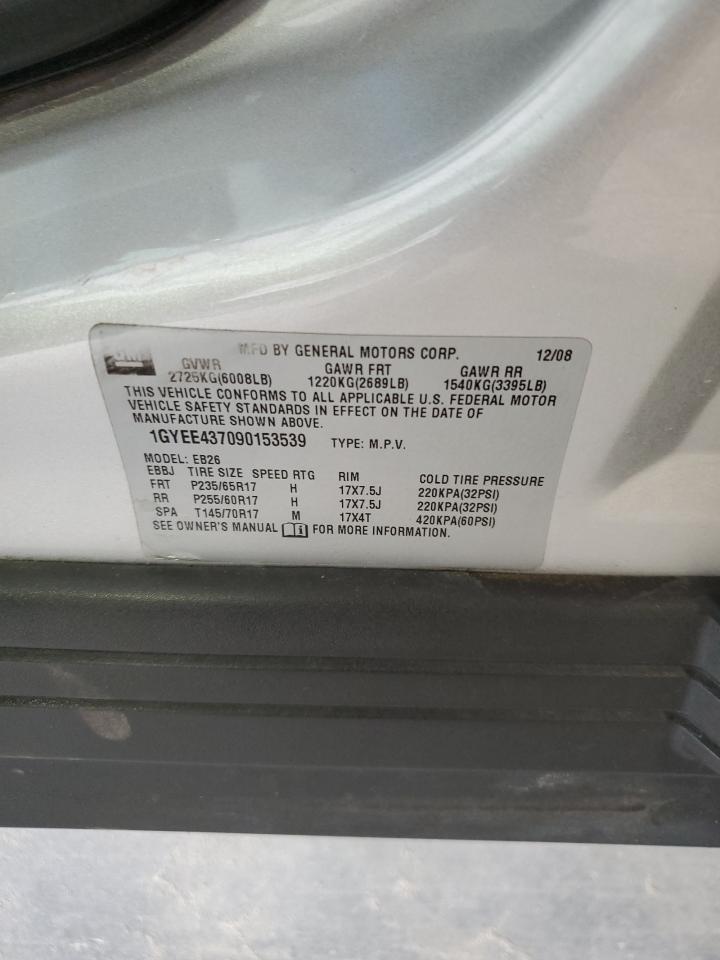 GM
MFD BY GENERAL MOTORS CORP. 12/08
GVWR GAWR FRT GAWR RR
2725KG(6008LB) 1220KG(2689LB) 1540KG(3395LB)
THIS VEHICLE CONFORMS TO ALL APPLICABLE U.S. FEDERAL MOTOR
VEHICLE SAFETY STANDARDS IN EFFECT ON THE DATE OF
MANUFACTURE SHOWN ABOVE.
1GYEE437090153539 TYPE: M.P.V.
MODEL: EB26
EBBJ TIRE SIZE SPEED RTG RIM COLD TIRE PRESSURE
FRT P235/65R17 H 17X7.5J 220KPA(32PSI)
RR P255/60R17 H 17X7.5J 220KPA(32PSI)
SPA T145/70R17 M 17X4T 420KPA(60PSI)
SEE OWNER'S MANUAL i FOR MORE INFORMATION.